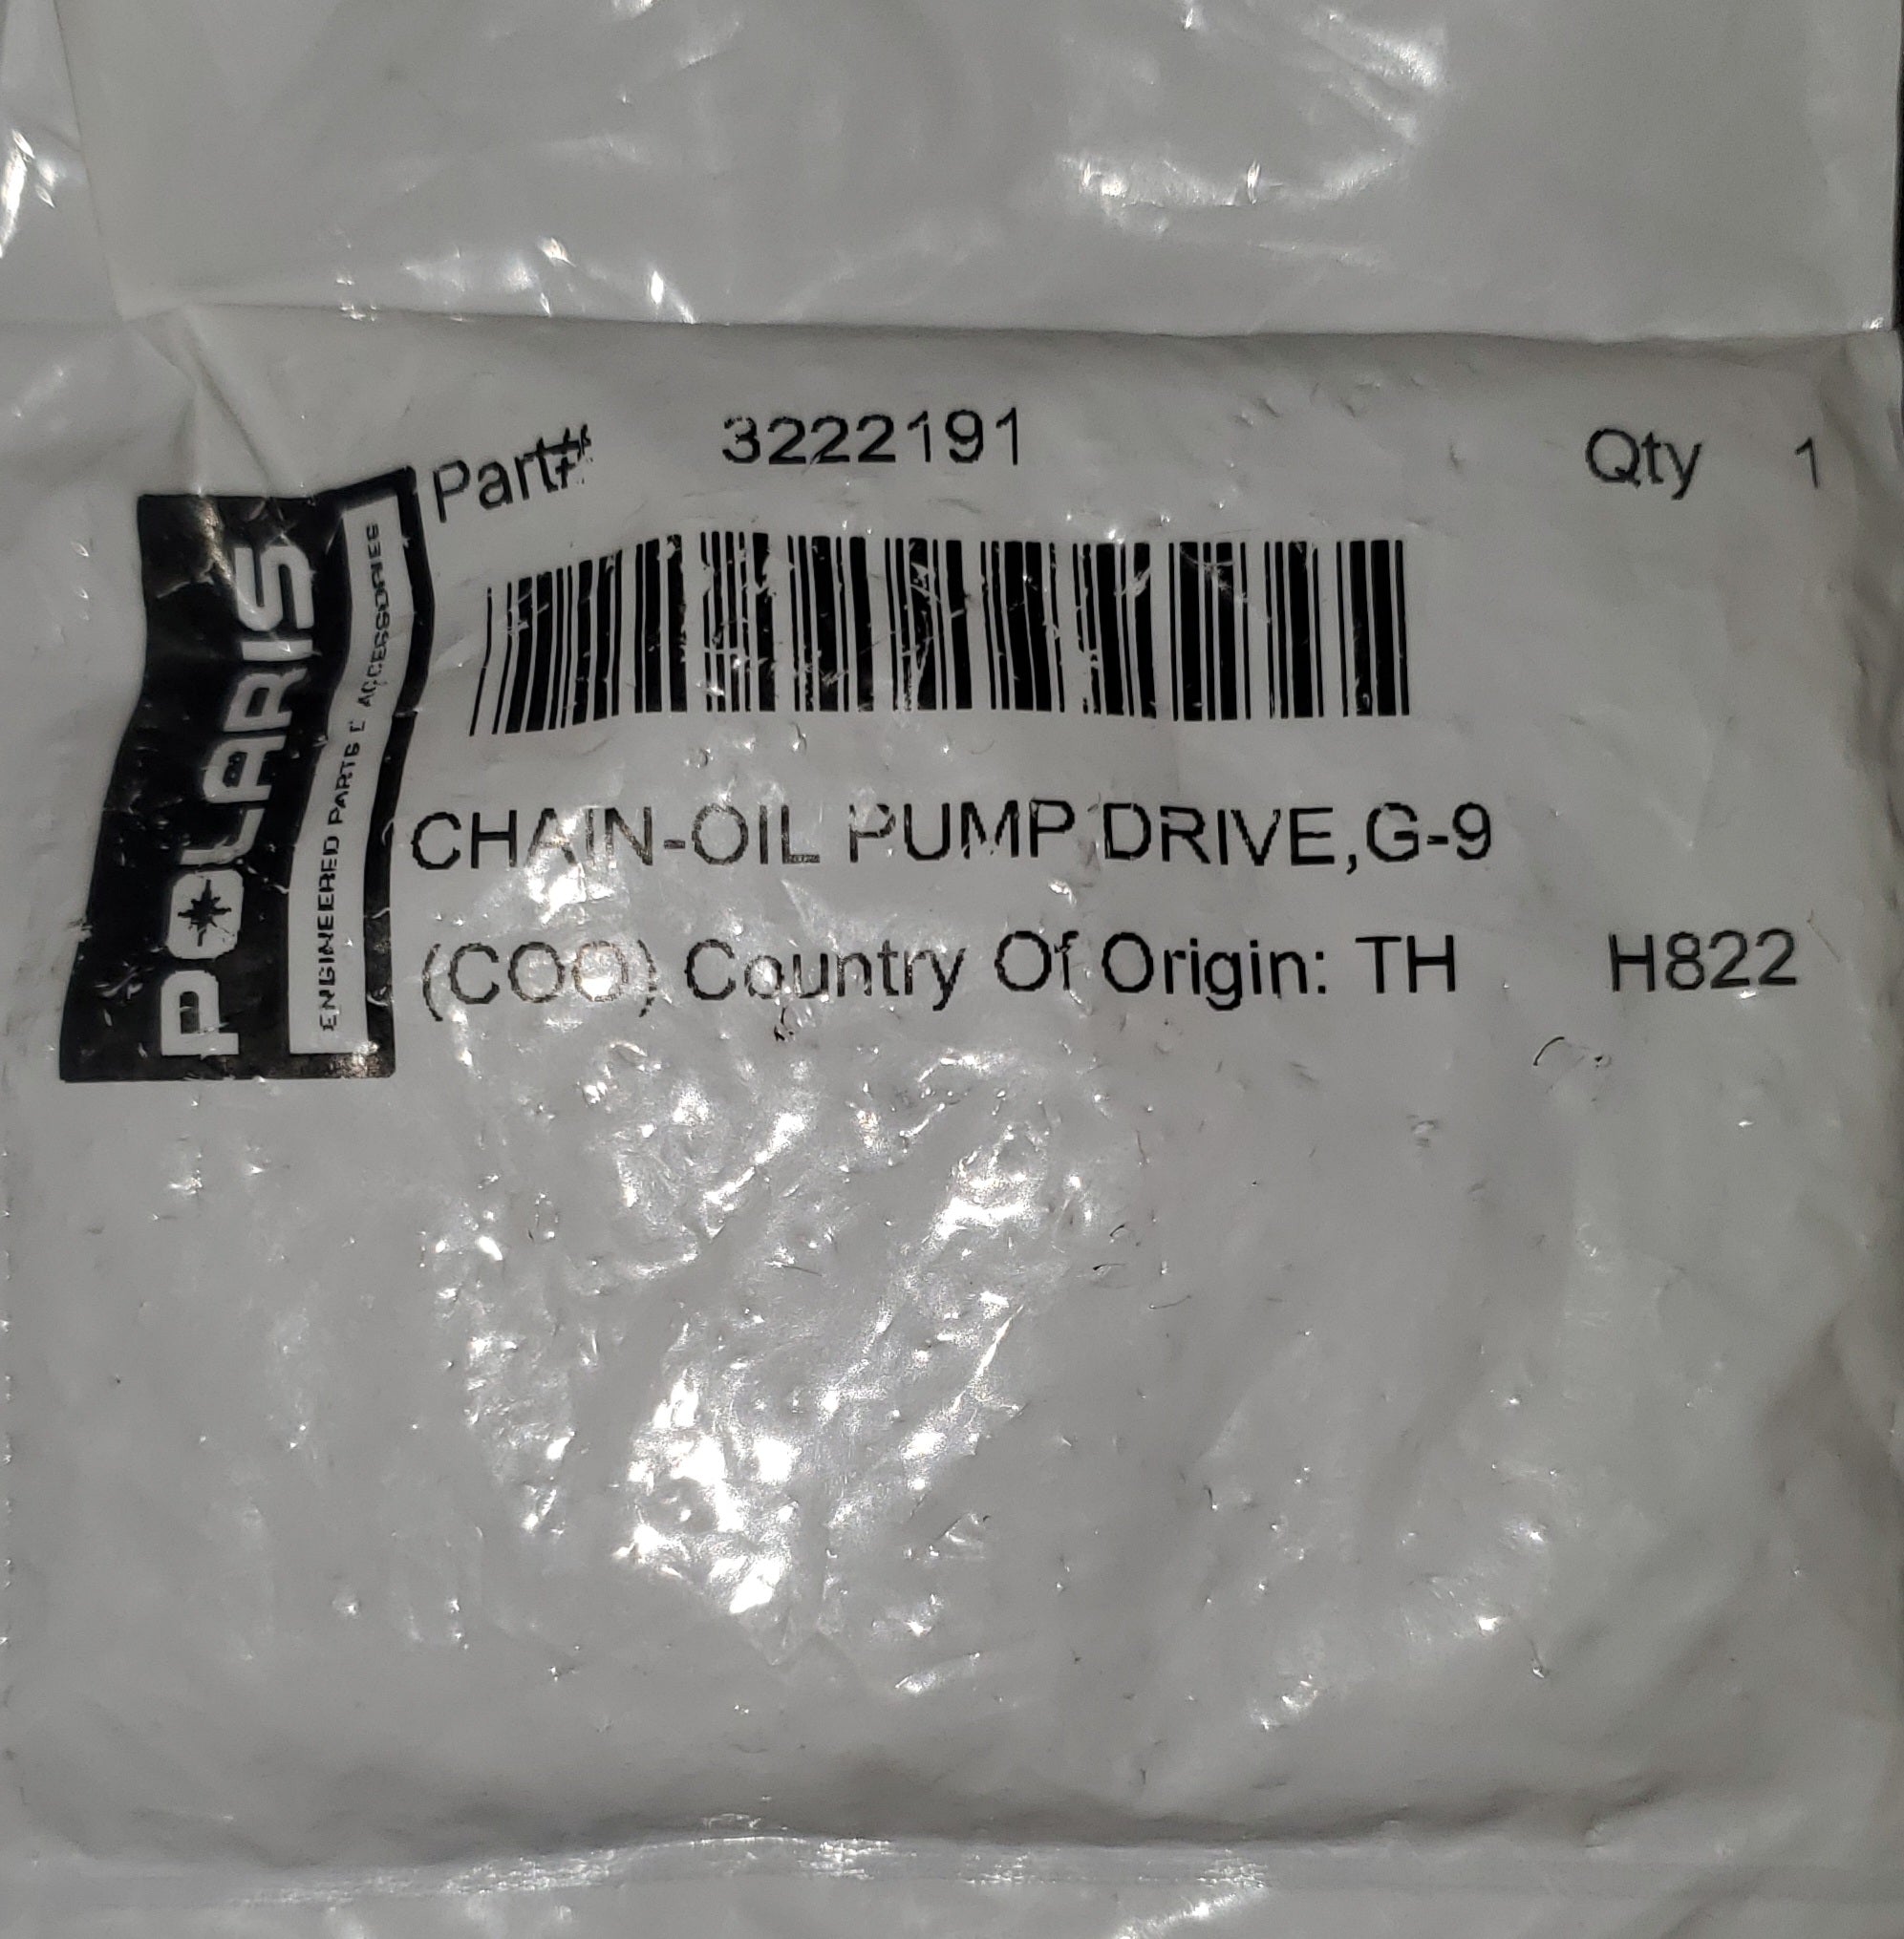 Part# 3222191 Qty 1
POLARIS
ENGINEERED PARTS & ACCESSORIES
CHAIN-OIL PUMP DRIVE,G-9
(COO) Country Of Origin: TH H822